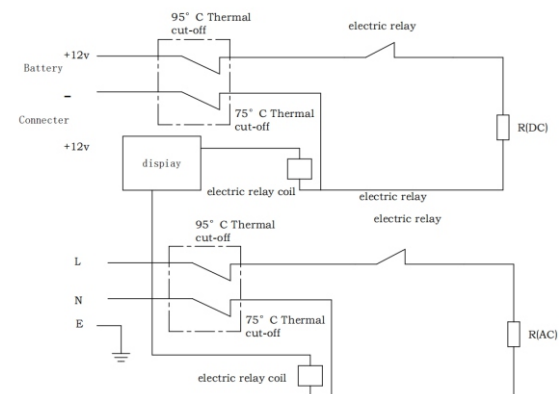 95° C Thermal
cut-off
electric relay
+12v
Battery
−
Connecter
75° C Thermal
cut-off
R(DC)
+12v
display
electric relay coil
electric relay
electric relay
95° C Thermal
cut-off
L
N
E
75° C Thermal
cut-off
R(AC)
electric relay coil